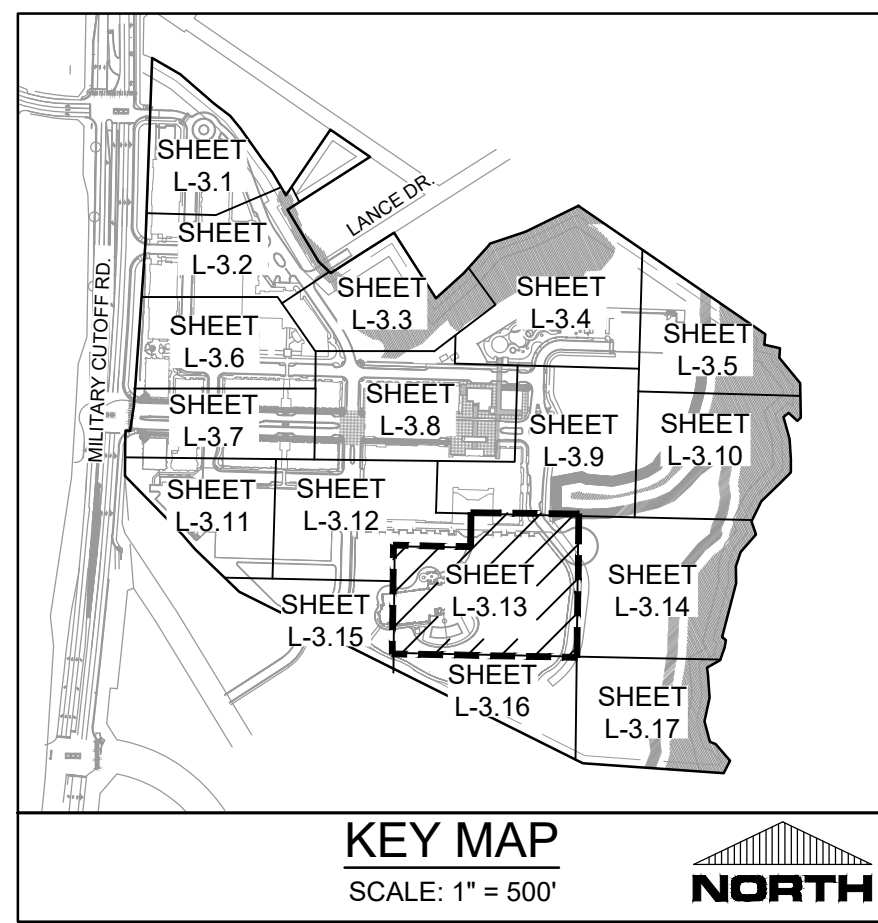 SHEET
L-3.1
LANCE DR.
SHEET
L-3.2
MILITARY CUTOFF RD.
SHEET
L-3.3
SHEET
L-3.4
SHEET
L-3.5
SHEET
L-3.6
SHEET
L-3.7
SHEET
L-3.8
SHEET
L-3.9
SHEET
L-3.10
SHEET
L-3.11
SHEET
L-3.12
SHEET
L-3.13
SHEET
L-3.14
SHEET
L-3.15
SHEET
L-3.16
SHEET
L-3.17
KEY MAP
SCALE: 1" = 500'
NORTH